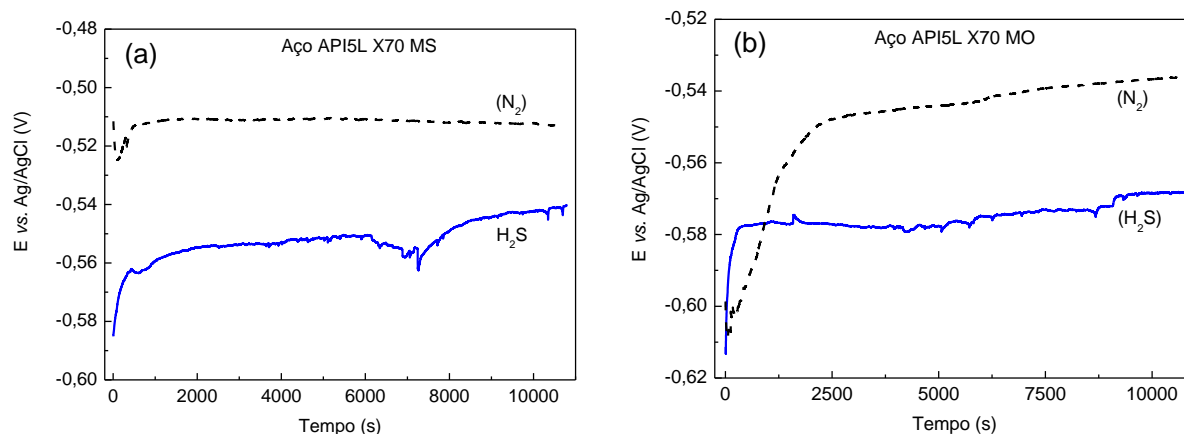 (a)
Aço API5L X70 MS
(N₂)
H₂S
E vs. Ag/AgCl (V)
-0,48
-0,50
-0,52
-0,54
-0,56
-0,58
-0,60
0
2000
4000
6000
8000
10000
Tempo (s)
(b)
Aço API5L X70 MO
(N₂)
(H₂S)
E vs. Ag/AgCl (V)
-0,52
-0,54
-0,56
-0,58
-0,60
-0,62
0
2500
5000
7500
10000
Tempo (s)